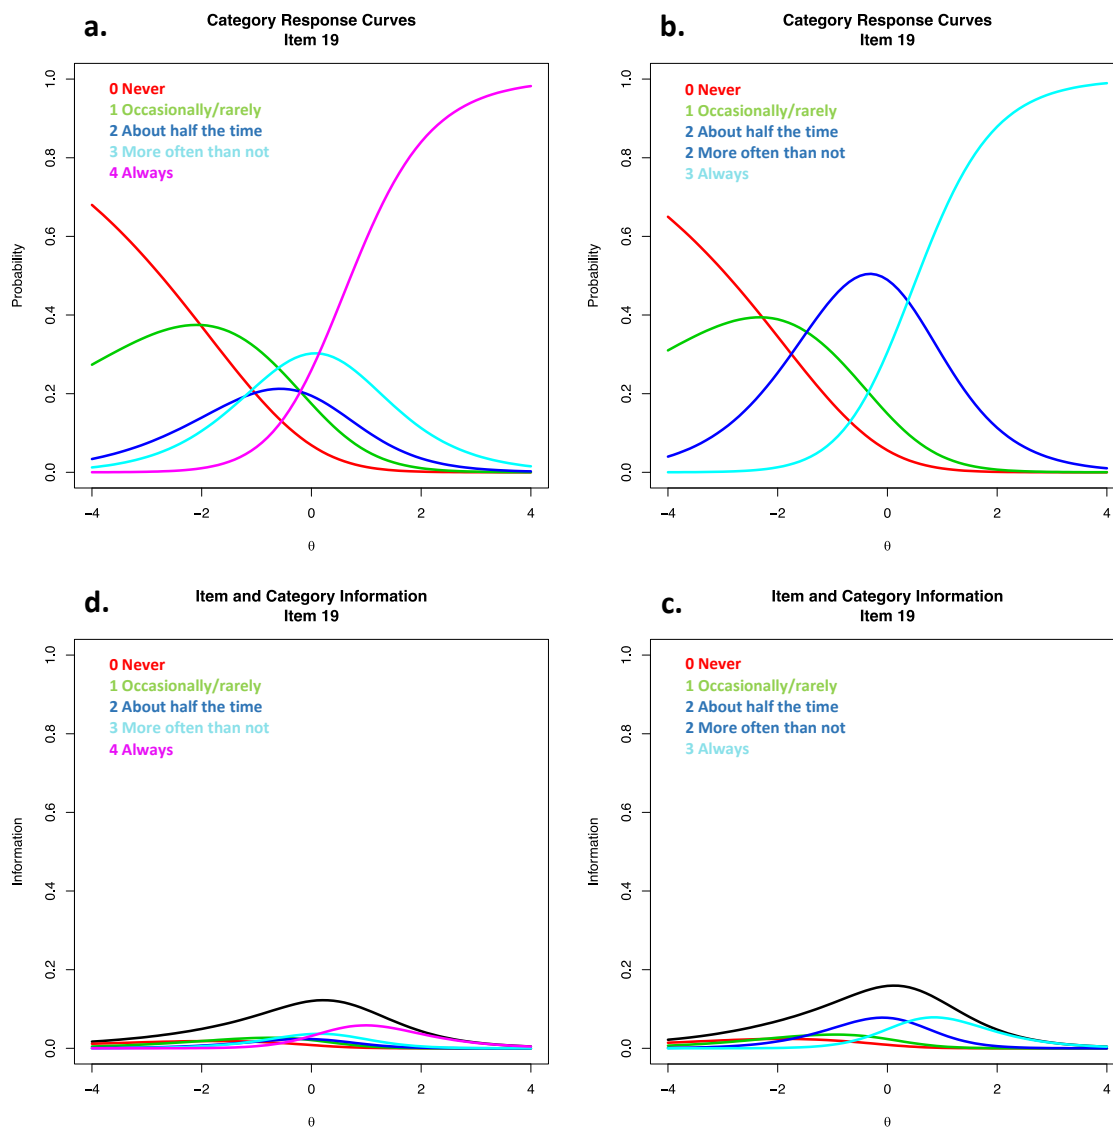 a.
Category Response Curves
Item 19
0 Never
1 Occasionally/rarely
2 About half the time
3 More often than not
4 Always
Probability
0.0
0.2
0.4
0.6
0.8
1.0
−4
−2
0
2
4
θ
b.
Category Response Curves
Item 19
0 Never
1 Occasionally/rarely
2 About half the time
2 More often than not
3 Always
Probability
0.0
0.2
0.4
0.6
0.8
1.0
−4
−2
0
2
4
θ
d.
Item and Category Information
Item 19
0 Never
1 Occasionally/rarely
2 About half the time
3 More often than not
4 Always
Information
0.0
0.2
0.4
0.6
0.8
1.0
−4
−2
0
2
4
θ
c.
Item and Category Information
Item 19
0 Never
1 Occasionally/rarely
2 About half the time
2 More often than not
3 Always
Information
0.0
0.2
0.4
0.6
0.8
1.0
−4
−2
0
2
4
θ